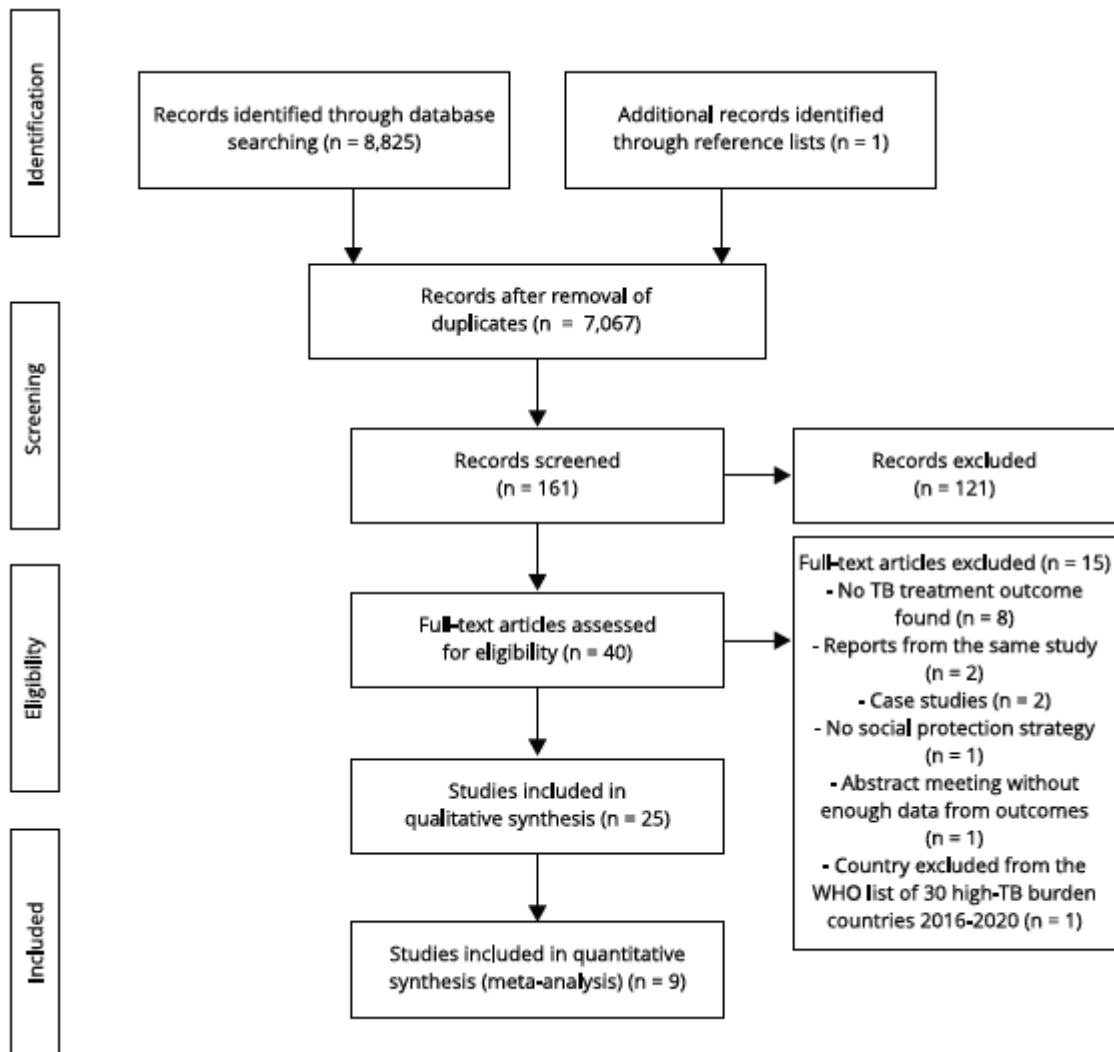 Identification
Records identified through database
searching (n = 8,825)
Additional records identified
through reference lists (n = 1)
Records after removal of
duplicates (n = 7,067)
Screening
Records screened
(n = 161)
Records excluded
(n = 121)
Eligibility
Full-text articles assessed
for eligibility (n = 40)
Full-text articles excluded (n = 15)
- No TB treatment outcome
found (n = 8)
- Reports from the same study
(n = 2)
- Case studies (n = 2)
- No social protection strategy
(n = 1)
- Abstract meeting without
enough data from outcomes
(n = 1)
- Country excluded from the
WHO list of 30 high-TB burden
countries 2016-2020 (n = 1)
Studies included in
qualitative synthesis (n = 25)
Included
Studies included in quantitative
synthesis (meta-analysis) (n = 9)